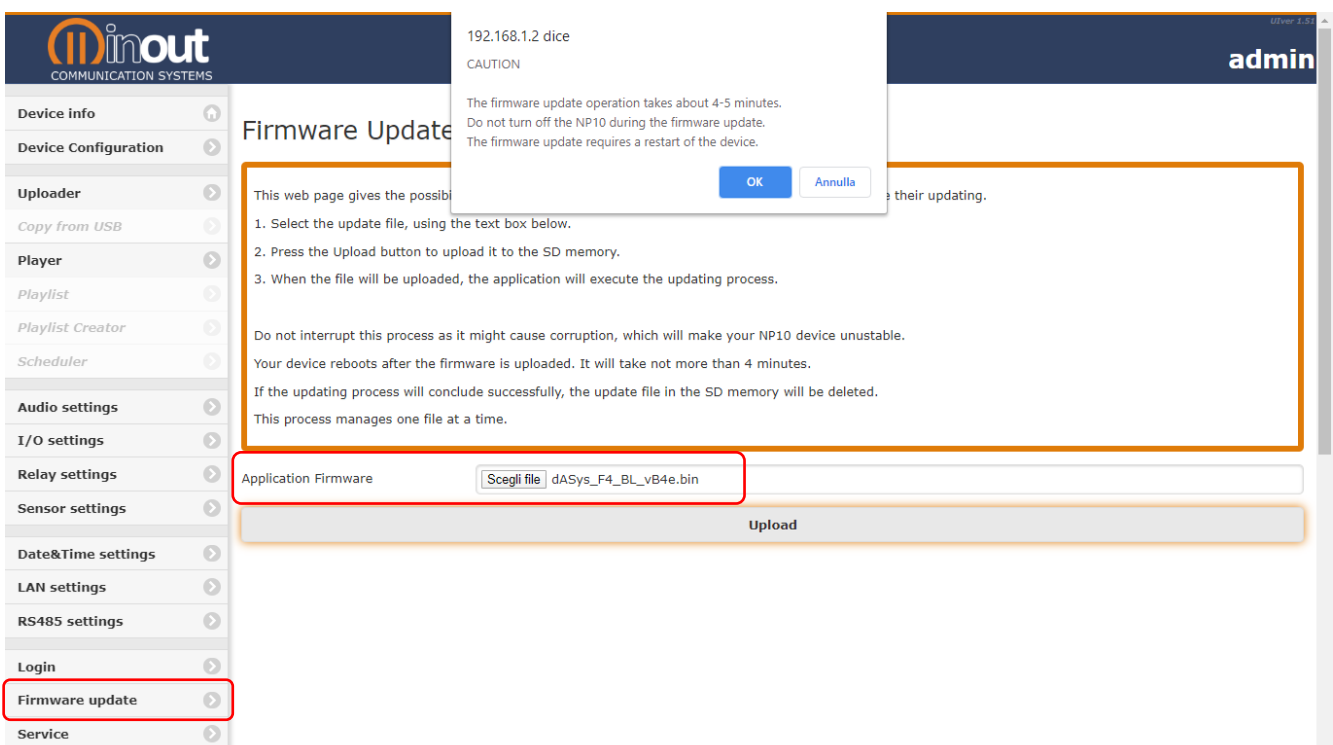 inout
COMMUNICATION SYSTEMS
UIver 1.51
admin
192.168.1.2 dice
CAUTION
The firmware update operation takes about 4-5 minutes.
Do not turn off the NP10 during the firmware update.
The firmware update requires a restart of the device.
OK
Annulla
Device info
Device Configuration
Uploader
Copy from USB
Player
Playlist
Playlist Creator
Scheduler
Audio settings
I/O settings
Relay settings
Sensor settings
Date&Time settings
LAN settings
RS485 settings
Login
Firmware update
Service
Firmware Update
This web page gives the possibi their updating.
1. Select the update file, using the text box below.
2. Press the Upload button to upload it to the SD memory.
3. When the file will be uploaded, the application will execute the updating process.
Do not interrupt this process as it might cause corruption, which will make your NP10 device unustable.
Your device reboots after the firmware is uploaded. It will take not more than 4 minutes.
If the updating process will conclude successfully, the update file in the SD memory will be deleted.
This process manages one file at a time.
Application Firmware
Scegli file dASys_F4_BL_vB4e.bin
Upload